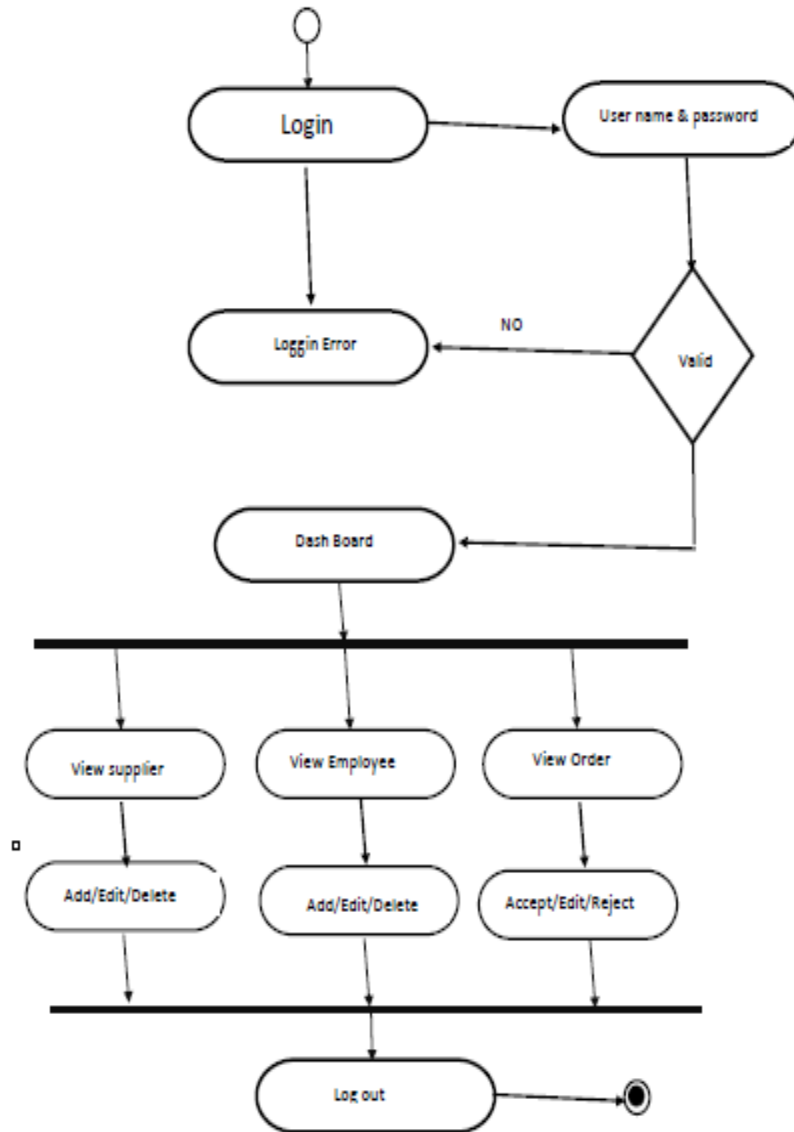 Login
User name & password
Loggin Error
NO
Valid
Dash Board
View supplier
View Employee
View Order
Add/Edit/Delete
Add/Edit/Delete
Accept/Edit/Reject
Log out